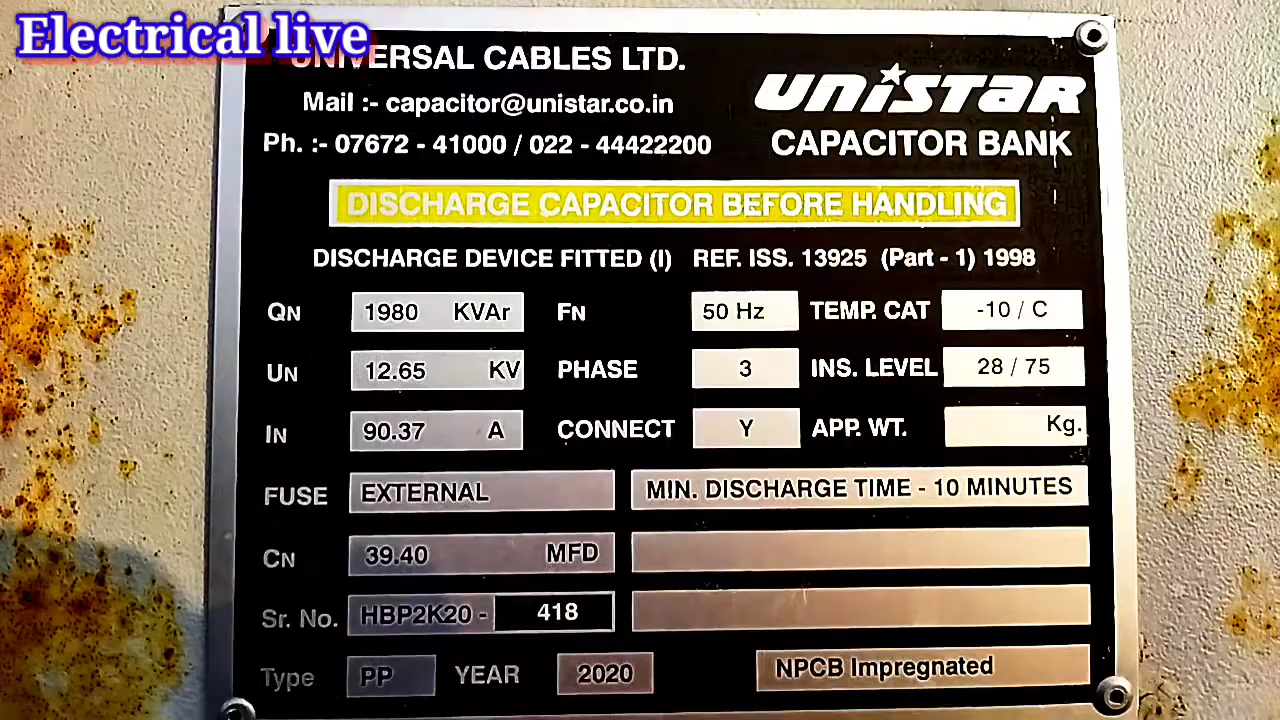 Electrical live
UNIVERSAL CABLES LTD.
Mail :- capacitor@unistar.co.in
Ph. :- 07672 - 41000 / 022 - 44422200
UNISTAR
CAPACITOR BANK
DISCHARGE CAPACITOR BEFORE HANDLING
DISCHARGE DEVICE FITTED (I) REF. ISS. 13925 (Part - 1) 1998
QN 1980 KVAr FN 50 Hz TEMP. CAT -10 / C
UN 12.65 KV PHASE 3 INS. LEVEL 28 / 75
IN 90.37 A CONNECT Y APP. WT. Kg.
FUSE EXTERNAL MIN. DISCHARGE TIME - 10 MINUTES
CN 39.40 MFD
Sr. No. HBP2K20 - 418
Type PP YEAR 2020 NPCB Impregnated